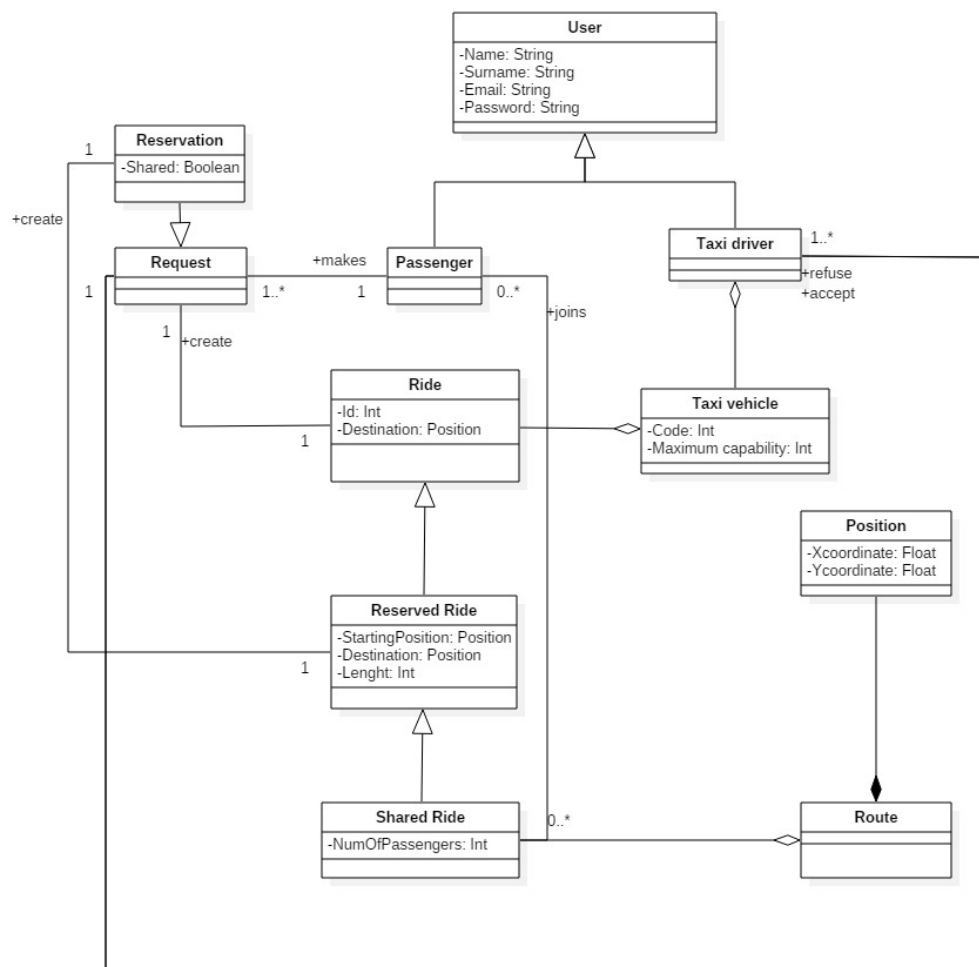 User
-Name: String
-Surname: String
-Email: String
-Password: String
Reservation
-Shared: Boolean
1
+create
Request
1
1..*
+makes
1
Passenger
0..*
+joins
Taxi driver
1..*
+refuse
+accept
1
+create
Ride
-Id: Int
-Destination: Position
1
Taxi vehicle
-Code: Int
-Maximum capability: Int
Position
-Xcoordinate: Float
-Ycoordinate: Float
Reserved Ride
-StartingPosition: Position
-Destination: Position
-Lenght: Int
1
Shared Ride
-NumOfPassengers: Int
0..*
Route